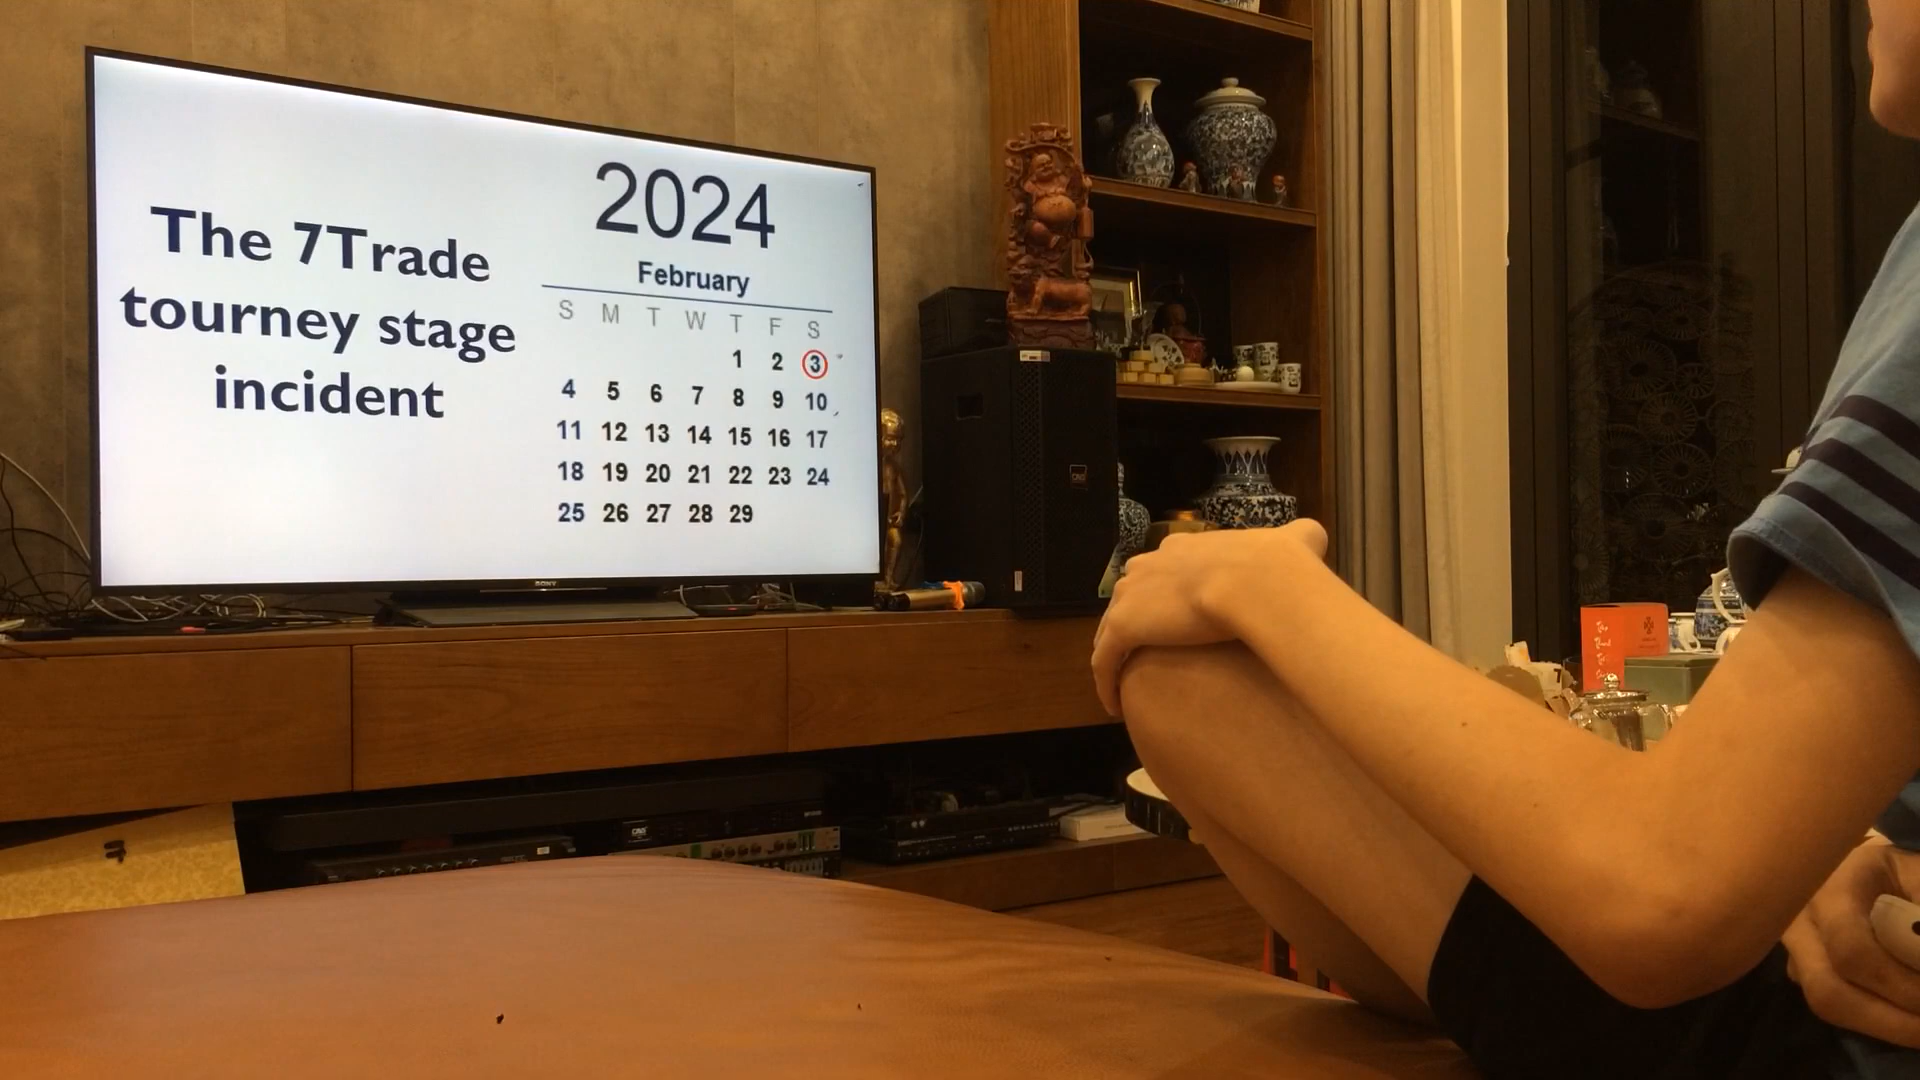 The 7Trade
tourney stage
incident
2024
February
S M T W T F S
1 2 3
4 5 6 7 8 9 10
11 12 13 14 15 16 17
18 19 20 21 22 23 24
25 26 27 28 29
SONY